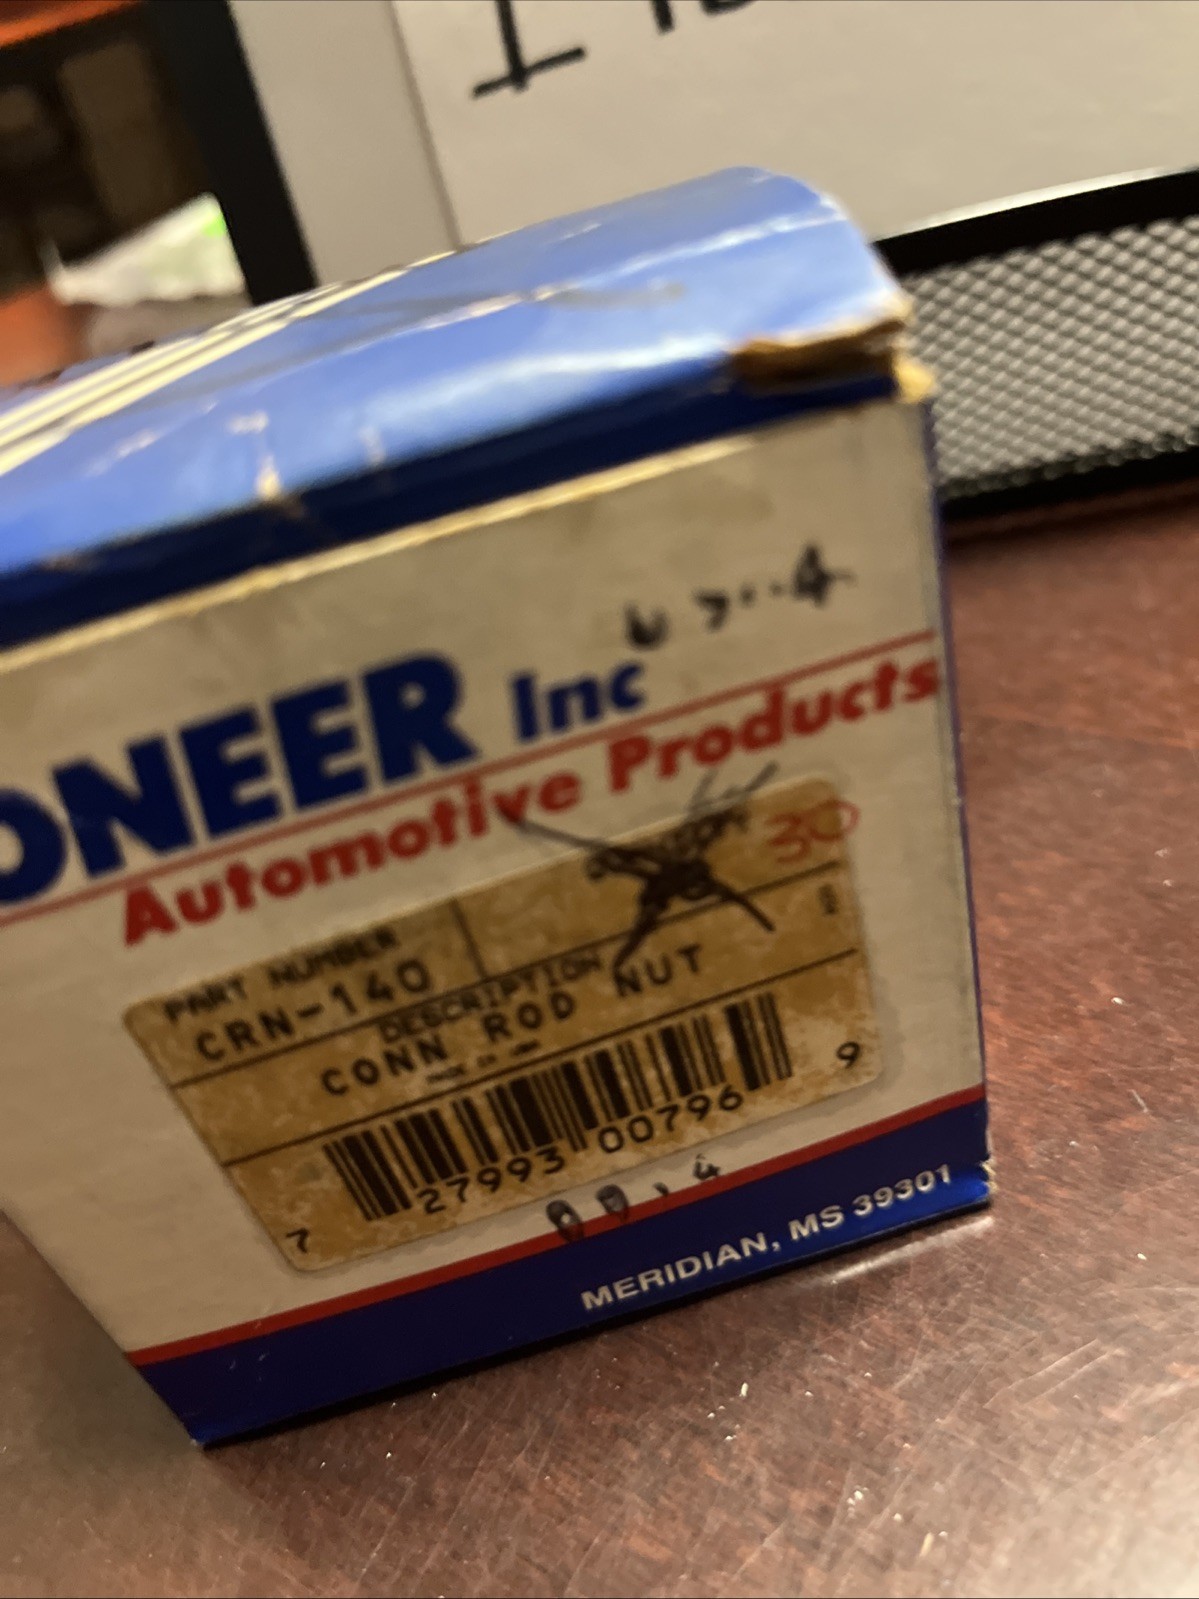 ONEER Inc
Automotive Products
30
PART NUMBER
CRN-140
DESCRIPTION
CONN ROD NUT
7 27993 00796 9
MERIDIAN, MS 39301